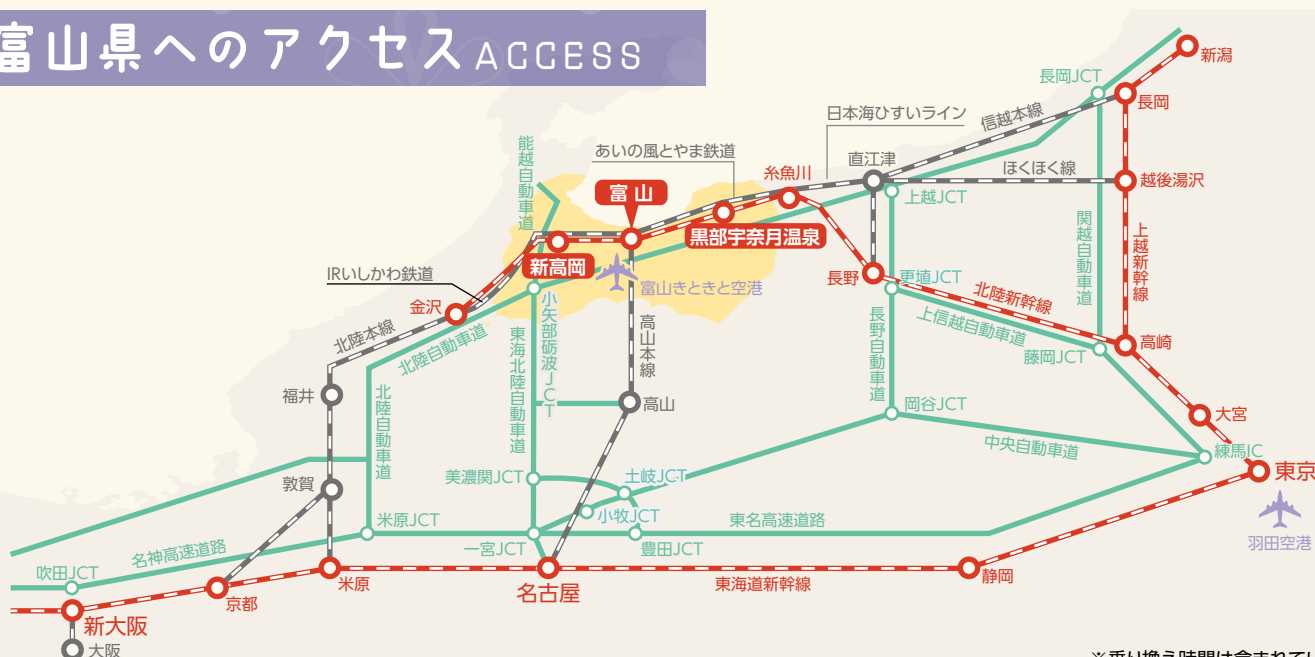 富山県へのアクセス ACCESS
新潟
長岡JCT
長岡
日本海ひすいライン
信越本線
能越自動車道
あいの風とやま鉄道
直江津
ほくほく線
糸魚川
越後湯沢
富山
上越JCT
関越自動車道
上越新幹線
黒部宇奈月温泉
新高岡
IRいしかわ鉄道
富山きときと空港
長野
更埴JCT
北陸新幹線
金沢
小矢部砺波JCT
高山本線
長野自動車道
上信越自動車道
北陸本線
北陸自動車道
東海北陸自動車道
藤岡JCT
高崎
福井
北陸自動車道
高山
岡谷JCT
大宮
中央自動車道
練馬IC
敦賀
美濃関JCT
土岐JCT
東京
米原JCT
小牧JCT
東名高速道路
羽田空港
名神高速道路
一宮JCT
豊田JCT
吹田JCT
米原
名古屋
東海道新幹線
静岡
京都
新大阪
大阪
※乗り換え時間は含まれてい